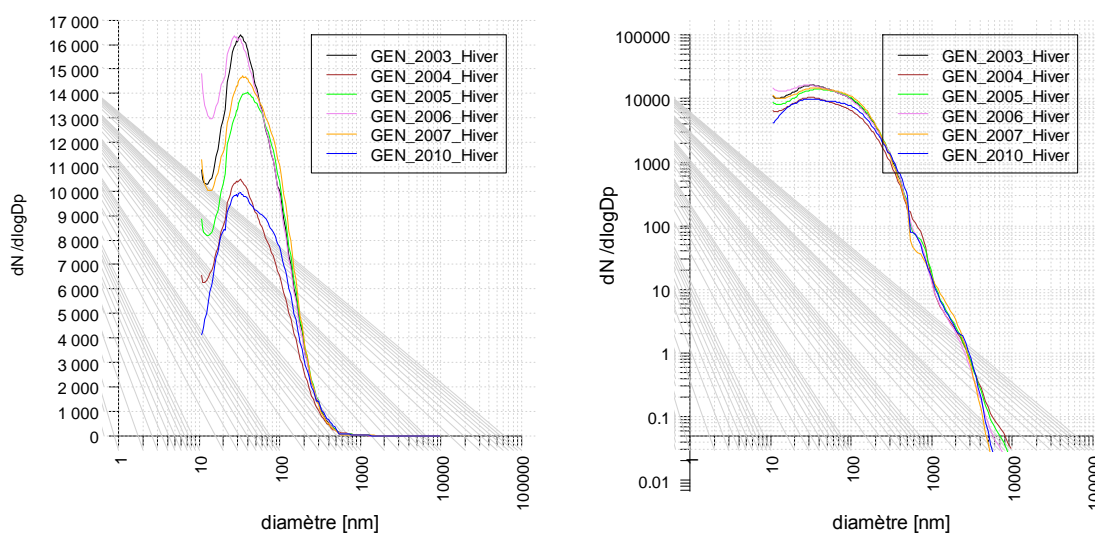 17 000
16 000
15 000
14 000
13 000
12 000
11 000
10 000
9 000
8 000
7 000
6 000
5 000
4 000
3 000
2 000
1 000
0
dN /dlogDp
1
10
100
1000
10000
100000
diamètre [nm]
GEN_2003_Hiver
GEN_2004_Hiver
GEN_2005_Hiver
GEN_2006_Hiver
GEN_2007_Hiver
GEN_2010_Hiver
100000
10000
1000
100
10
1
0.1
0.01
dN /dlogDp
1
10
100
1000
10000
100000
diamètre [nm]
GEN_2003_Hiver
GEN_2004_Hiver
GEN_2005_Hiver
GEN_2006_Hiver
GEN_2007_Hiver
GEN_2010_Hiver